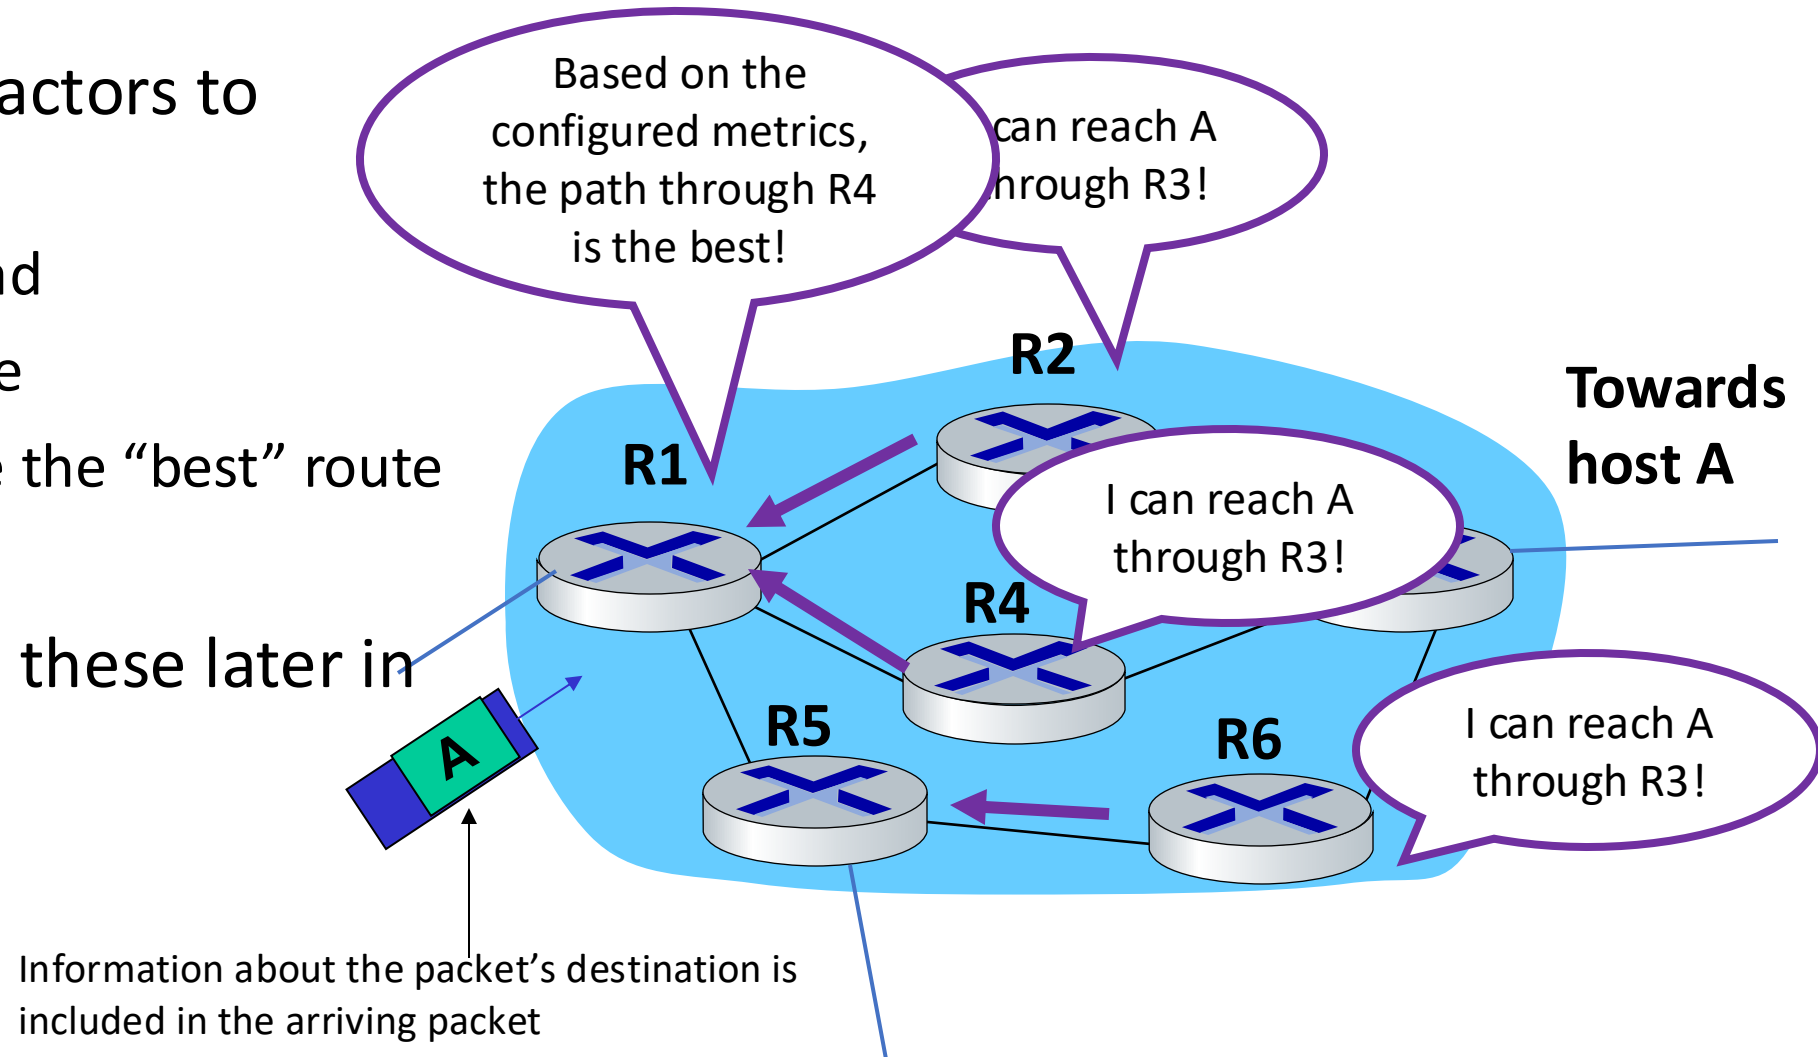 actors to
nd
e
e the “best” route
these later in
Based on the
configured metrics,
the path through R4
is the best!
can reach A
hrough R3!
R2
R1
Towards
host A
I can reach A
through R3!
R4
R5
R6
I can reach A
through R3!
A
Information about the packet’s destination is
included in the arriving packet